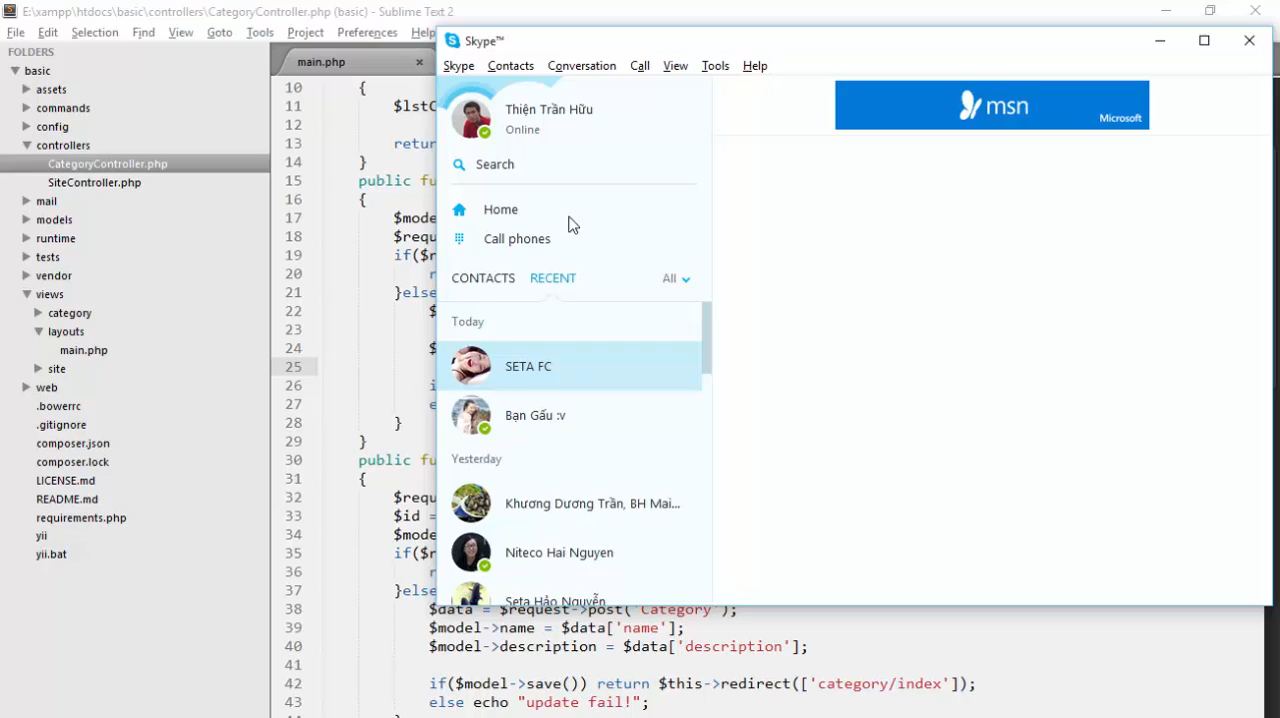 E:\xampp\htdocs\basic\controllers\CategoryController.php (basic) - Sublime Text 2
File Edit Selection Find View Goto Tools Project Preferences Help
FOLDERS
basic
assets
commands
config
controllers
CategoryController.php
SiteController.php
mail
models
runtime
tests
vendor
views
category
layouts
main.php
site
web
.bowerrc
.gitignore
composer.json
composer.lock
LICENSE.md
README.md
requirements.php
yii
yii.bat
main.php ×
10 {
11
12
13
14 }
15 public
16 {
17
18
19 if(
20
21 }else
22
23
24
25
26
27
28 }
29 }
30 public
31 {
32
33 $id =
34
35 if(
36
37 }else
38 $data = $request->post('Category');
39 $model->name = $data['name'];
40 $model->description = $data['description'];
41
42 if($model->save()) return $this->redirect(['category/index']);
43 else echo "update fail!";
44
Skype™
Skype Contacts Conversation Call View Tools Help
Thiện Trần Hữu
Online
Search
Home
Call phones
CONTACTS RECENT All
Today
SETA FC
Bạn Gấu :v
Yesterday
Khương Dương Trần, BH Mai...
Niteco Hai Nguyen
Seta Hảo Nguyễn
msn
Microsoft